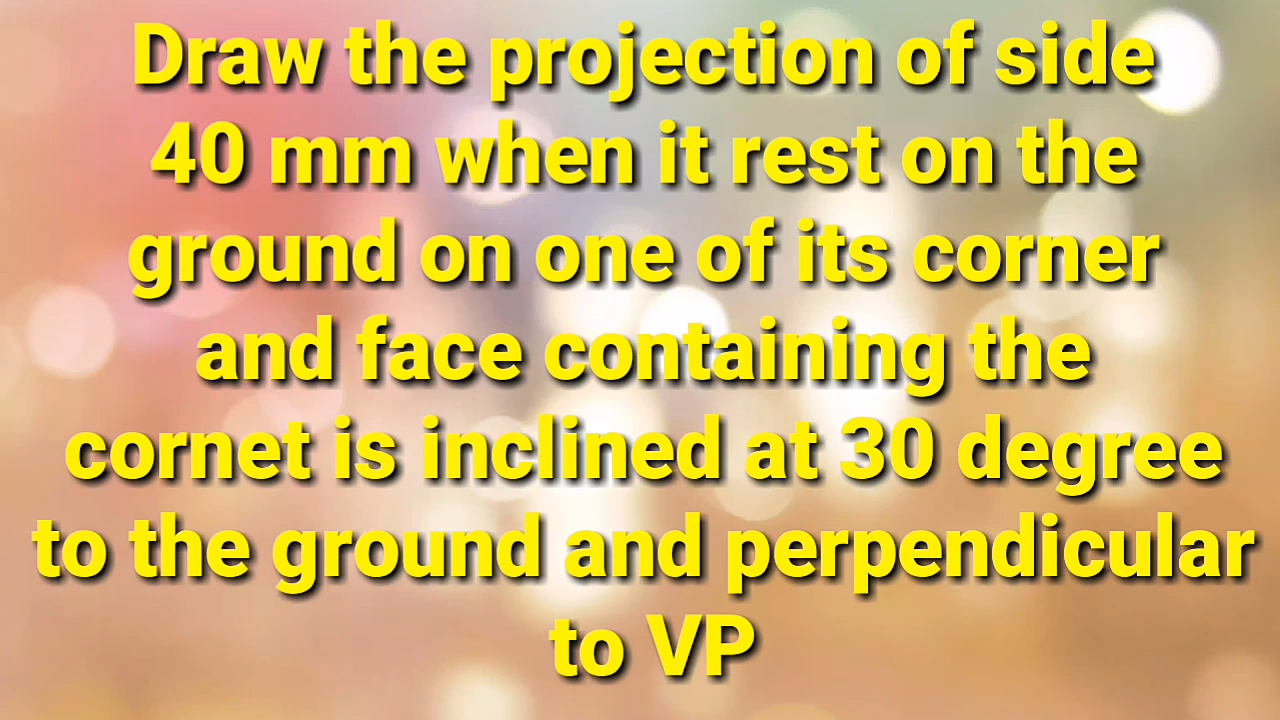 Draw the projection of side
40 mm when it rest on the
ground on one of its corner
and face containing the
cornet is inclined at 30 degree
to the ground and perpendicular
to VP